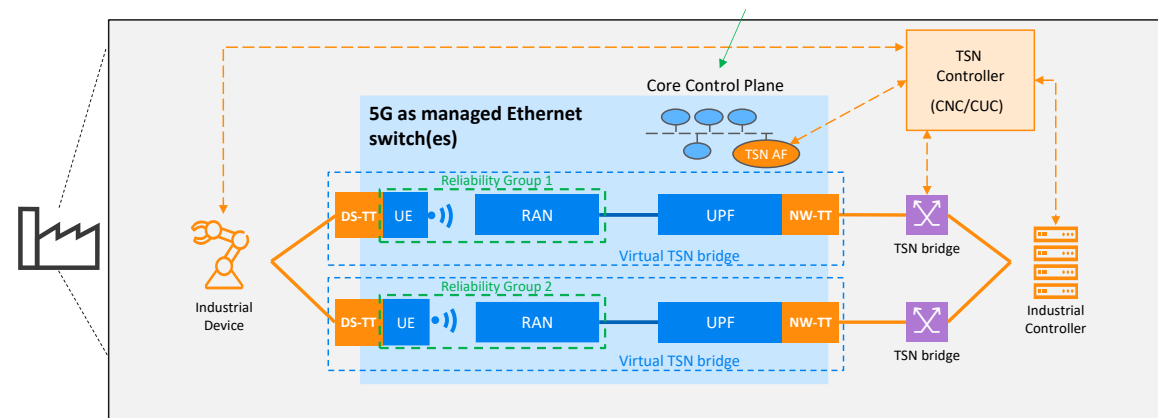 TSN
Controller
(CNC/CUC)
Core Control Plane
5G as managed Ethernet
switch(es)
TSN AF
Reliability Group 1
DS-TT
UE
RAN
UPF
NW-TT
Virtual TSN bridge
TSN bridge
Industrial
Device
Reliability Group 2
DS-TT
UE
RAN
UPF
NW-TT
Virtual TSN bridge
TSN bridge
Industrial
Controller